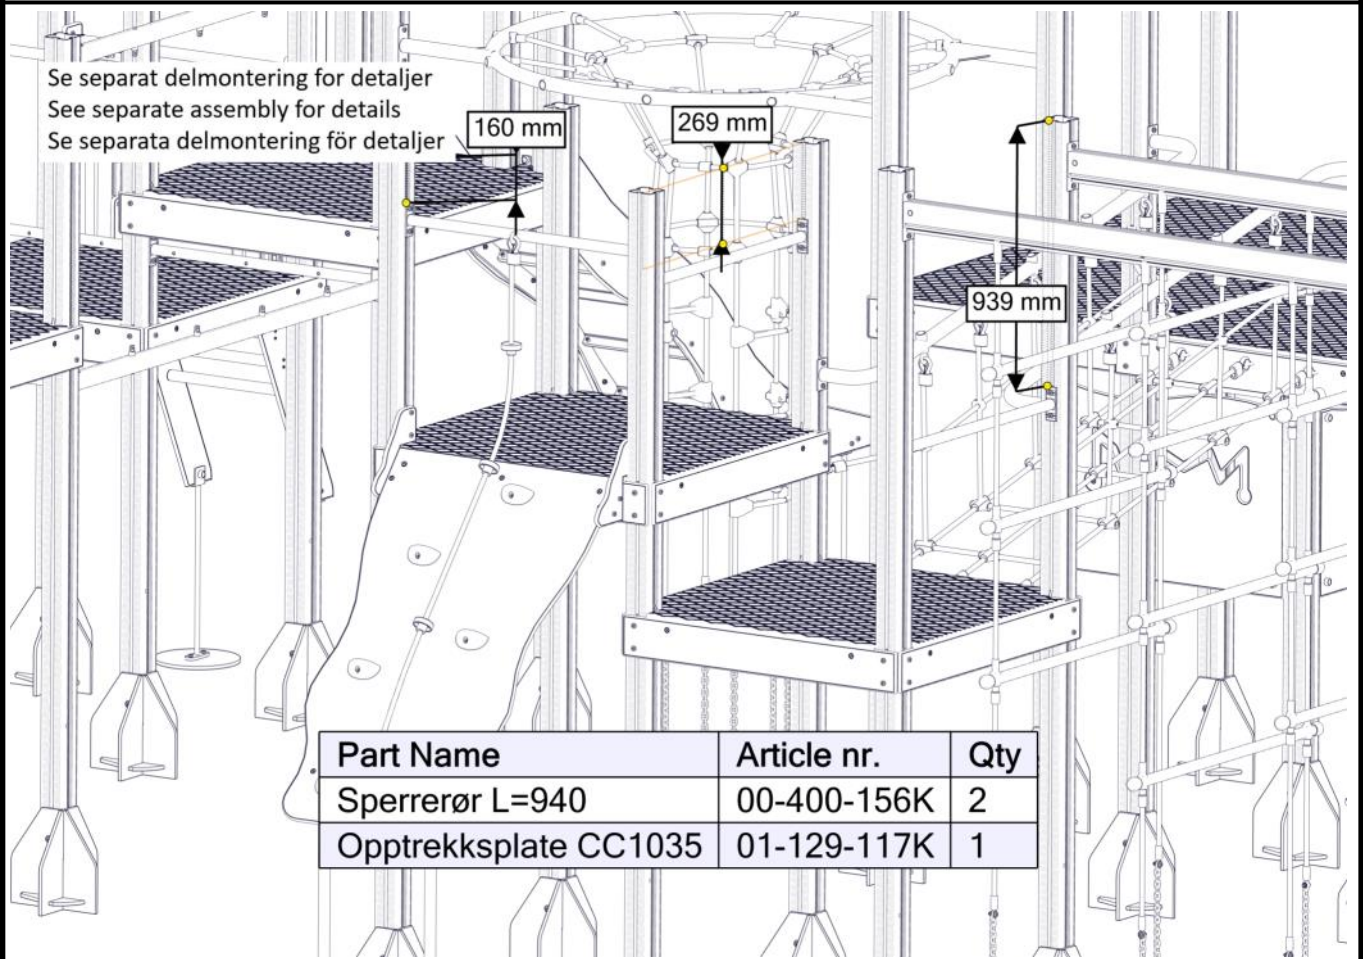 Se separat delmontering for detaljer
See separate assembly for details
Se separata delmontering för detaljer
160 mm
269 mm
939 mm
Part Name Article nr. Qty
Sperrerør L=940 00-400-156K 2
Opptrekksplate CC1035 01-129-117K 1